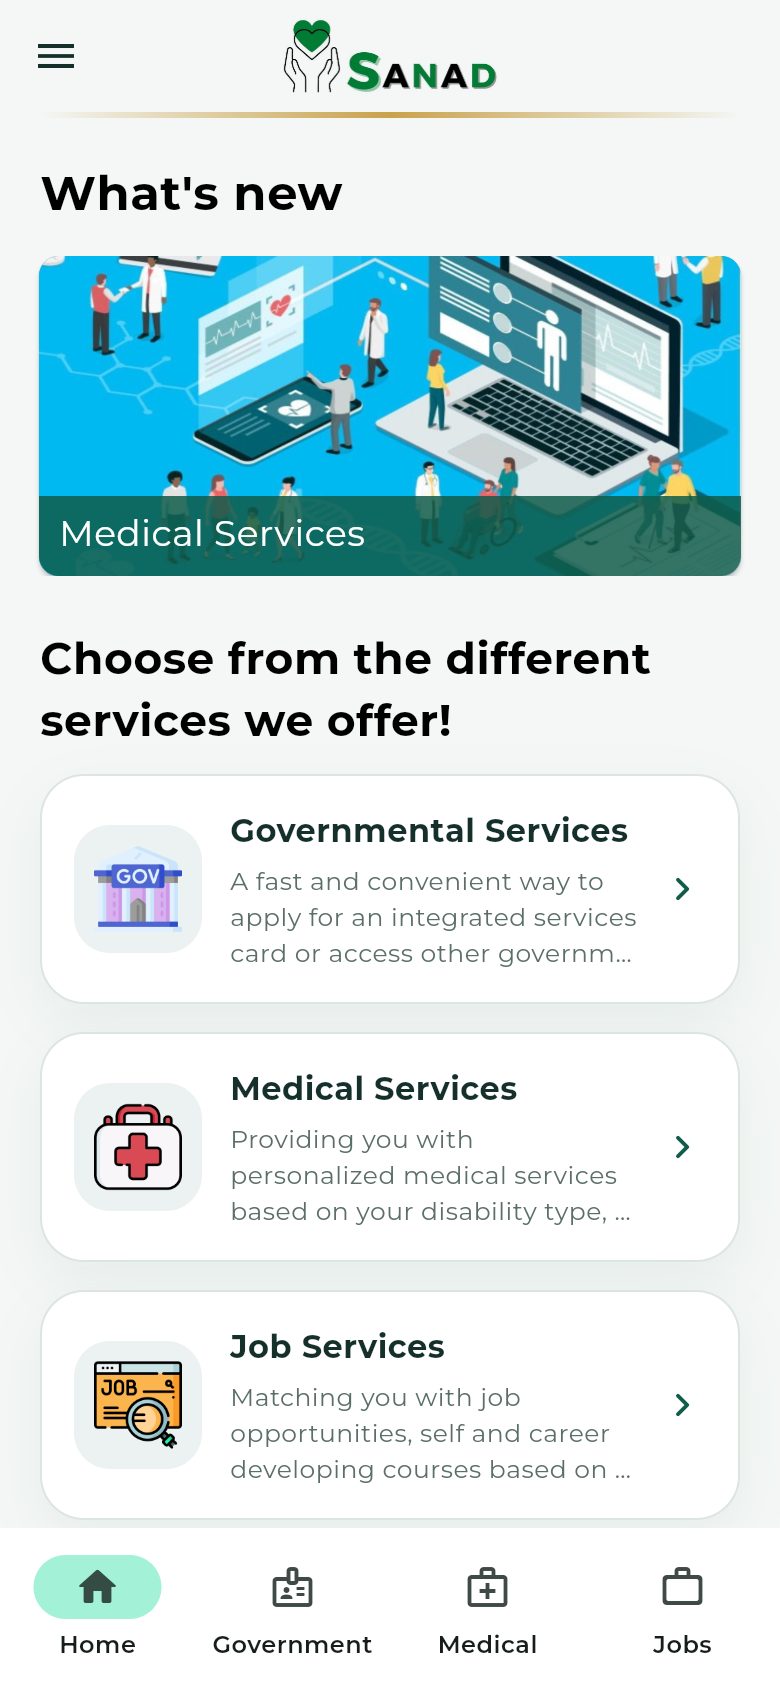 SANAD
What's new
Medical Services
Choose from the different
services we offer!
GOV
Governmental Services
A fast and convenient way to
apply for an integrated services
card or access other governm...
Medical Services
Providing you with
personalized medical services
based on your disability type, ...
JOB
Job Services
Matching you with job
opportunities, self and career
developing courses based on ...
Home
Government
Medical
Jobs